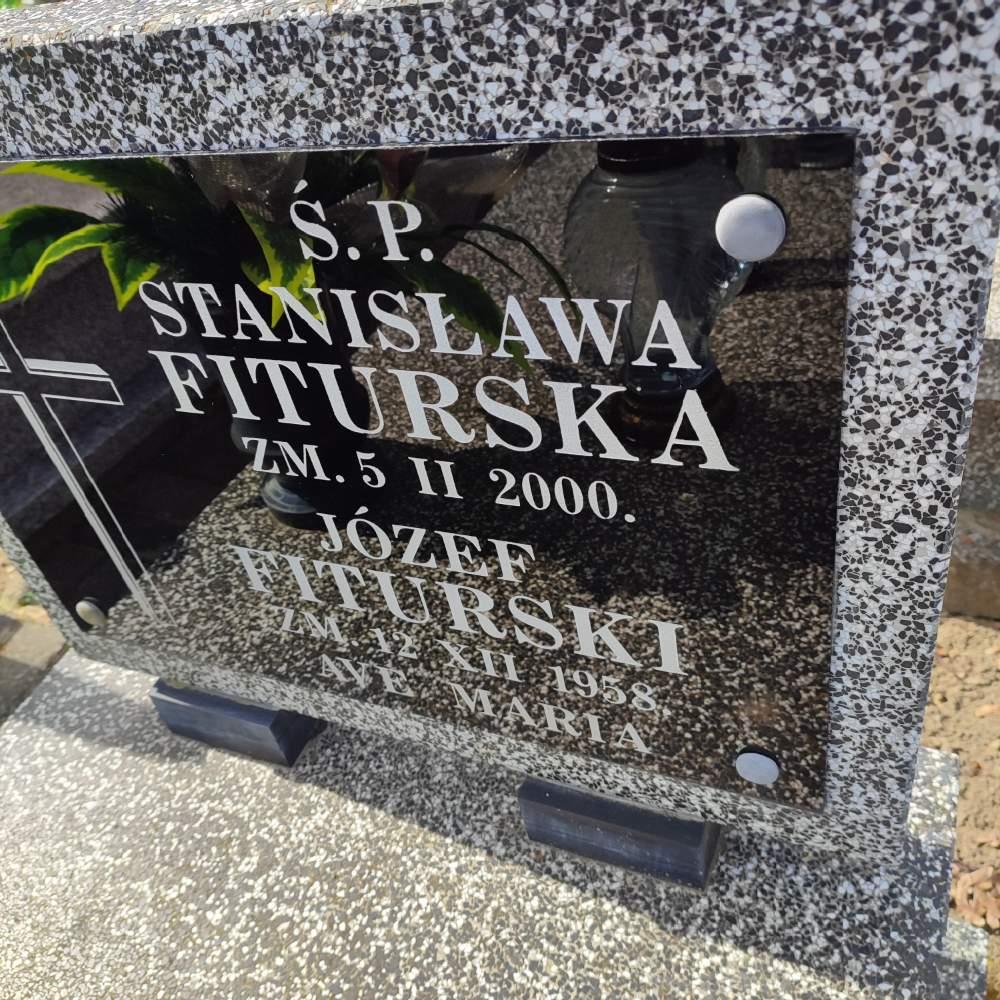 Ś. P.
STANISŁAWA
FITURSKA
ZM. 5 II 2000.
JÓZEF
FITURSKI
ZM. 12 XII 1958.
AVE MARIA